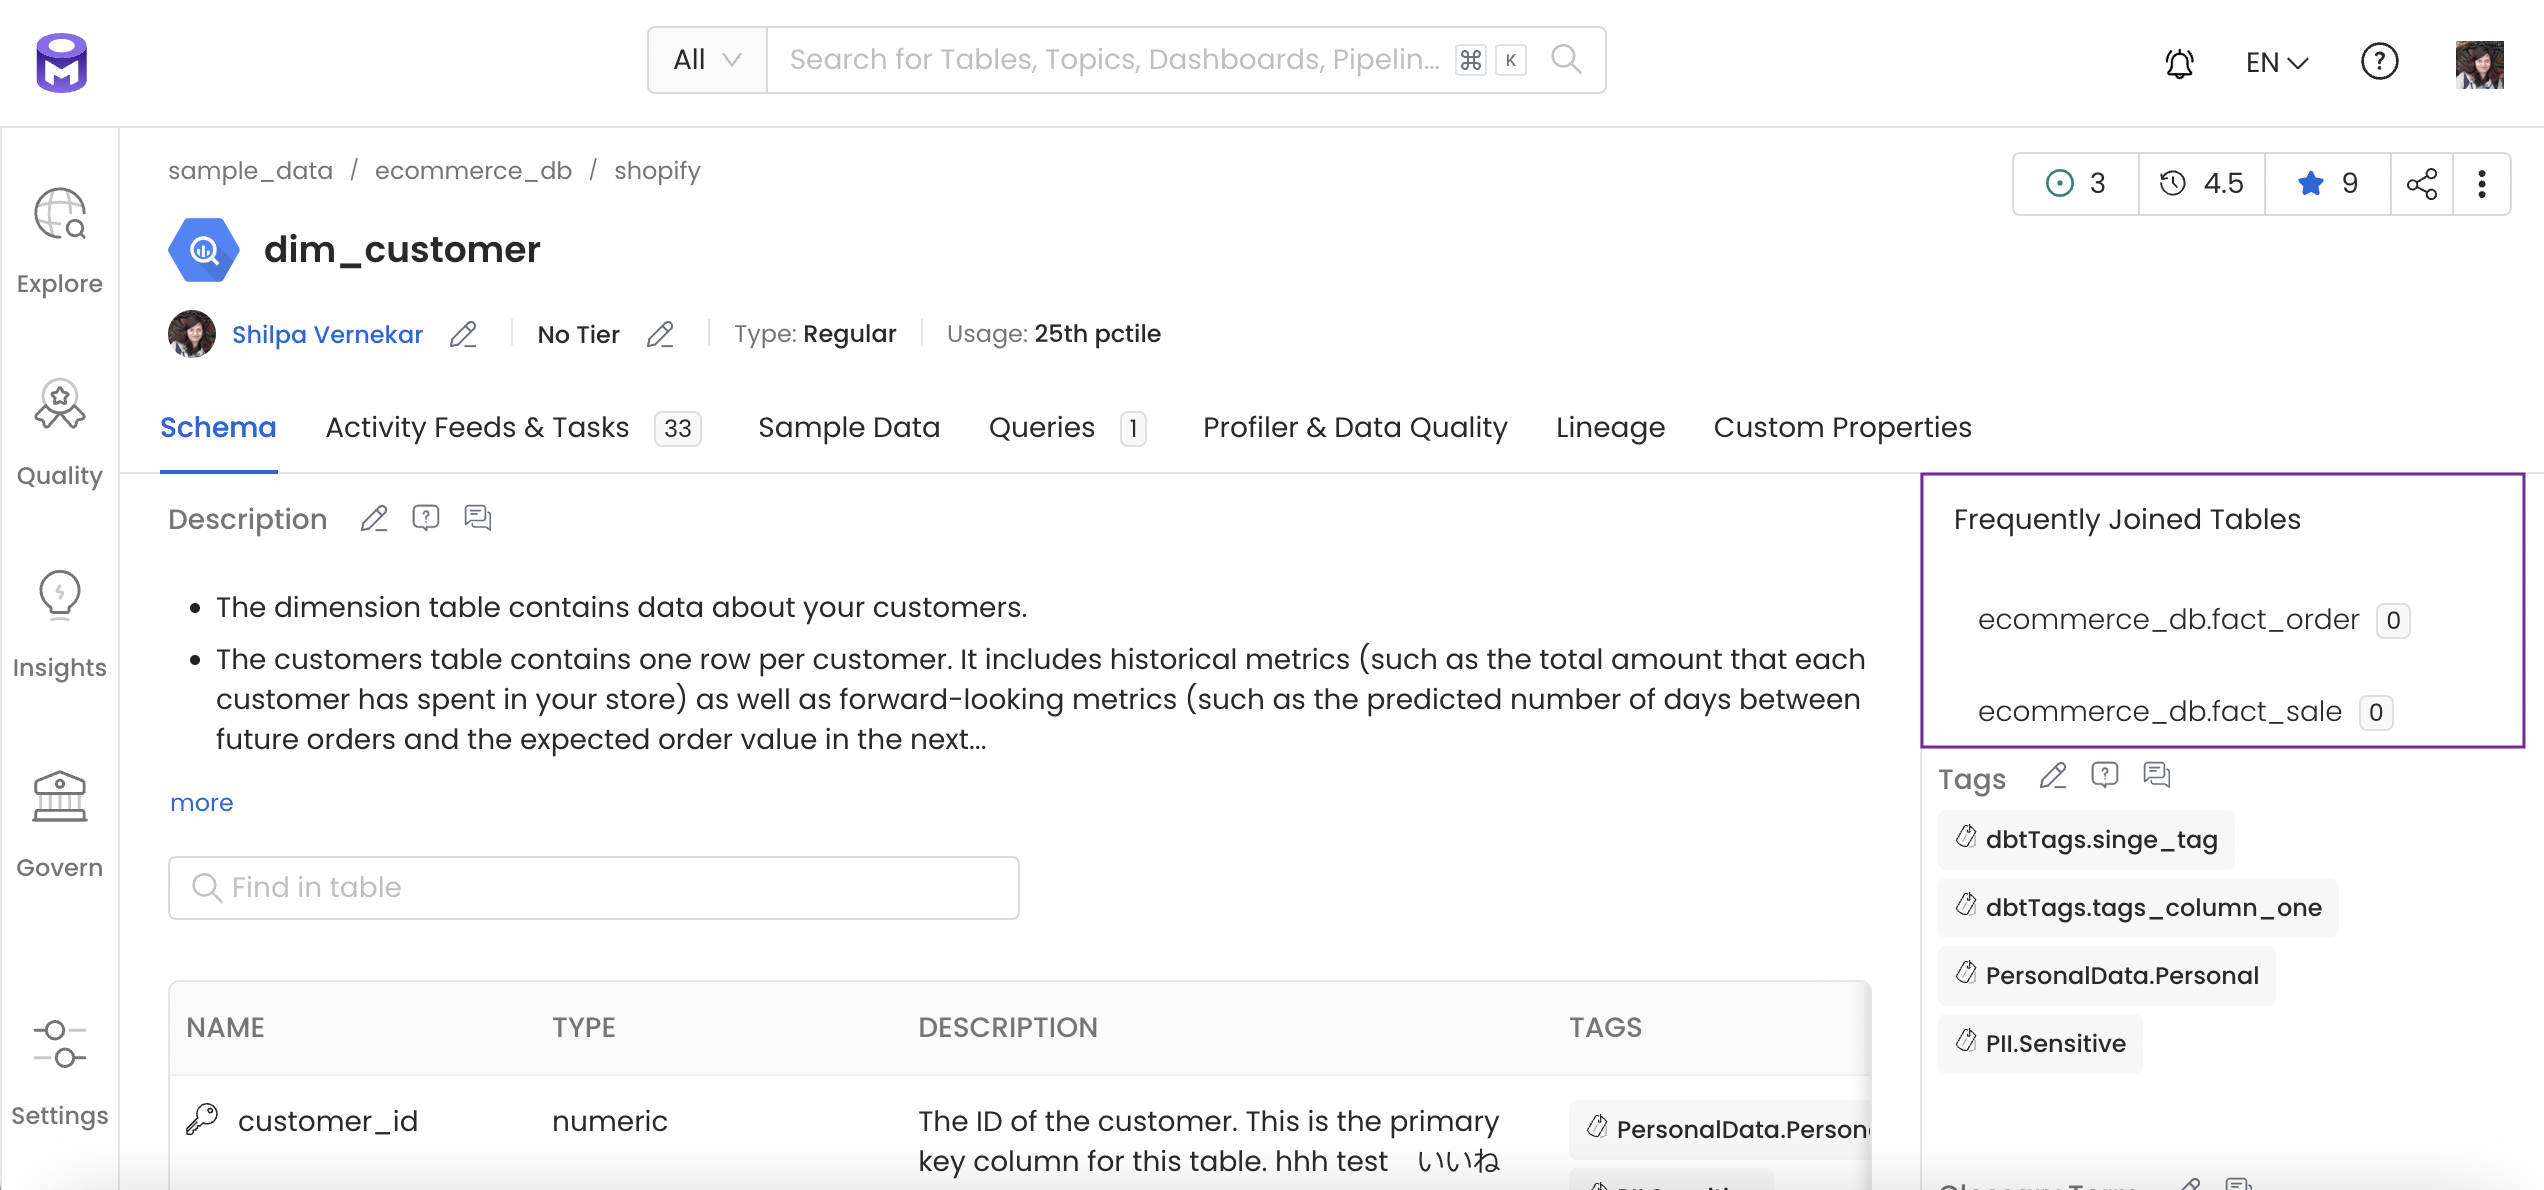 All
Search for Tables, Topics, Dashboards, Pipelin...
⌘ K
EN
?
sample_data / ecommerce_db / shopify
3
4.5
9
dim_customer
Shilpa Vernekar
No Tier
Type: Regular
Usage: 25th pctile
Explore
Quality
Insights
Govern
Settings
Schema
Activity Feeds & Tasks 33
Sample Data
Queries 1
Profiler & Data Quality
Lineage
Custom Properties
Description
• The dimension table contains data about your customers.
• The customers table contains one row per customer. It includes historical metrics (such as the total amount that each
customer has spent in your store) as well as forward-looking metrics (such as the predicted number of days between
future orders and the expected order value in the next...
more
Find in table
NAME TYPE DESCRIPTION TAGS
customer_id numeric
The ID of the customer. This is the primary
key column for this table. hhh test いいね
Frequently Joined Tables
ecommerce_db.fact_order 0
ecommerce_db.fact_sale 0
Tags
dbtTags.singe_tag
dbtTags.tags_column_one
PersonalData.Personal
PII.Sensitive